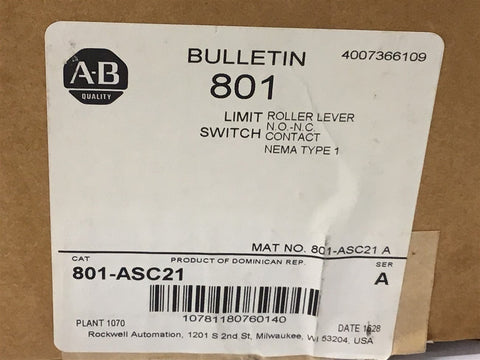 A-B
QUALITY
BULLETIN
801
4007366109
LIMIT ROLLER LEVER
SWITCH N.O.-N.C. CONTACT
NEMA TYPE 1
MAT NO. 801-ASC21 A
CAT PRODUCT OF DOMINICAN REP. SER
801-ASC21 A
10781180760140
PLANT 1070 DATE 1628
Rockwell Automation, 1201 S 2nd St, Milwaukee, WI 53204, USA